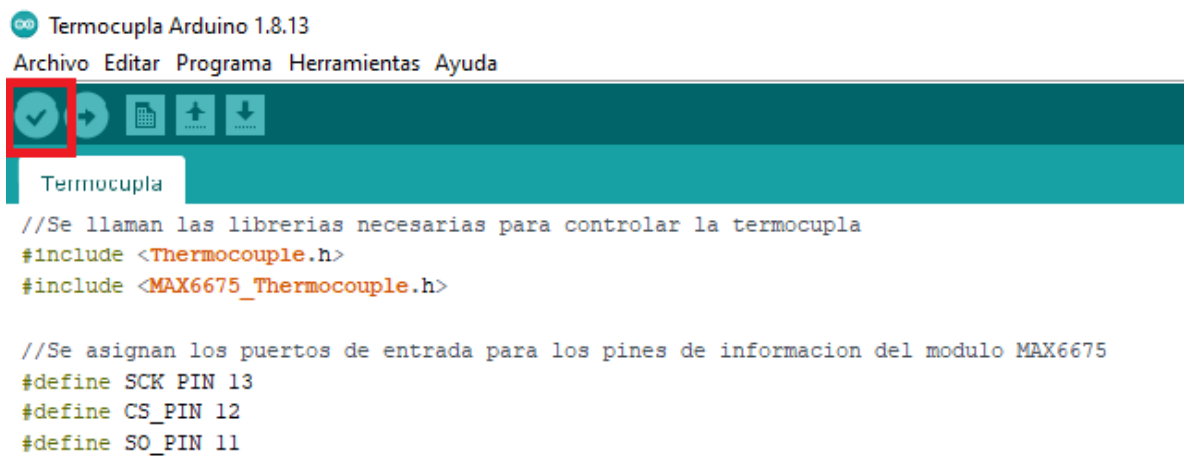 Termocupla Arduino 1.8.13
Archivo Editar Programa Herramientas Ayuda
Termocupla
//Se llaman las librerias necesarias para controlar la termocupla
#include <Thermocouple.h>
#include <MAX6675_Thermocouple.h>
//Se asignan los puertos de entrada para los pines de informacion del modulo MAX6675
#define SCK PIN 13
#define CS_PIN 12
#define SO_PIN 11